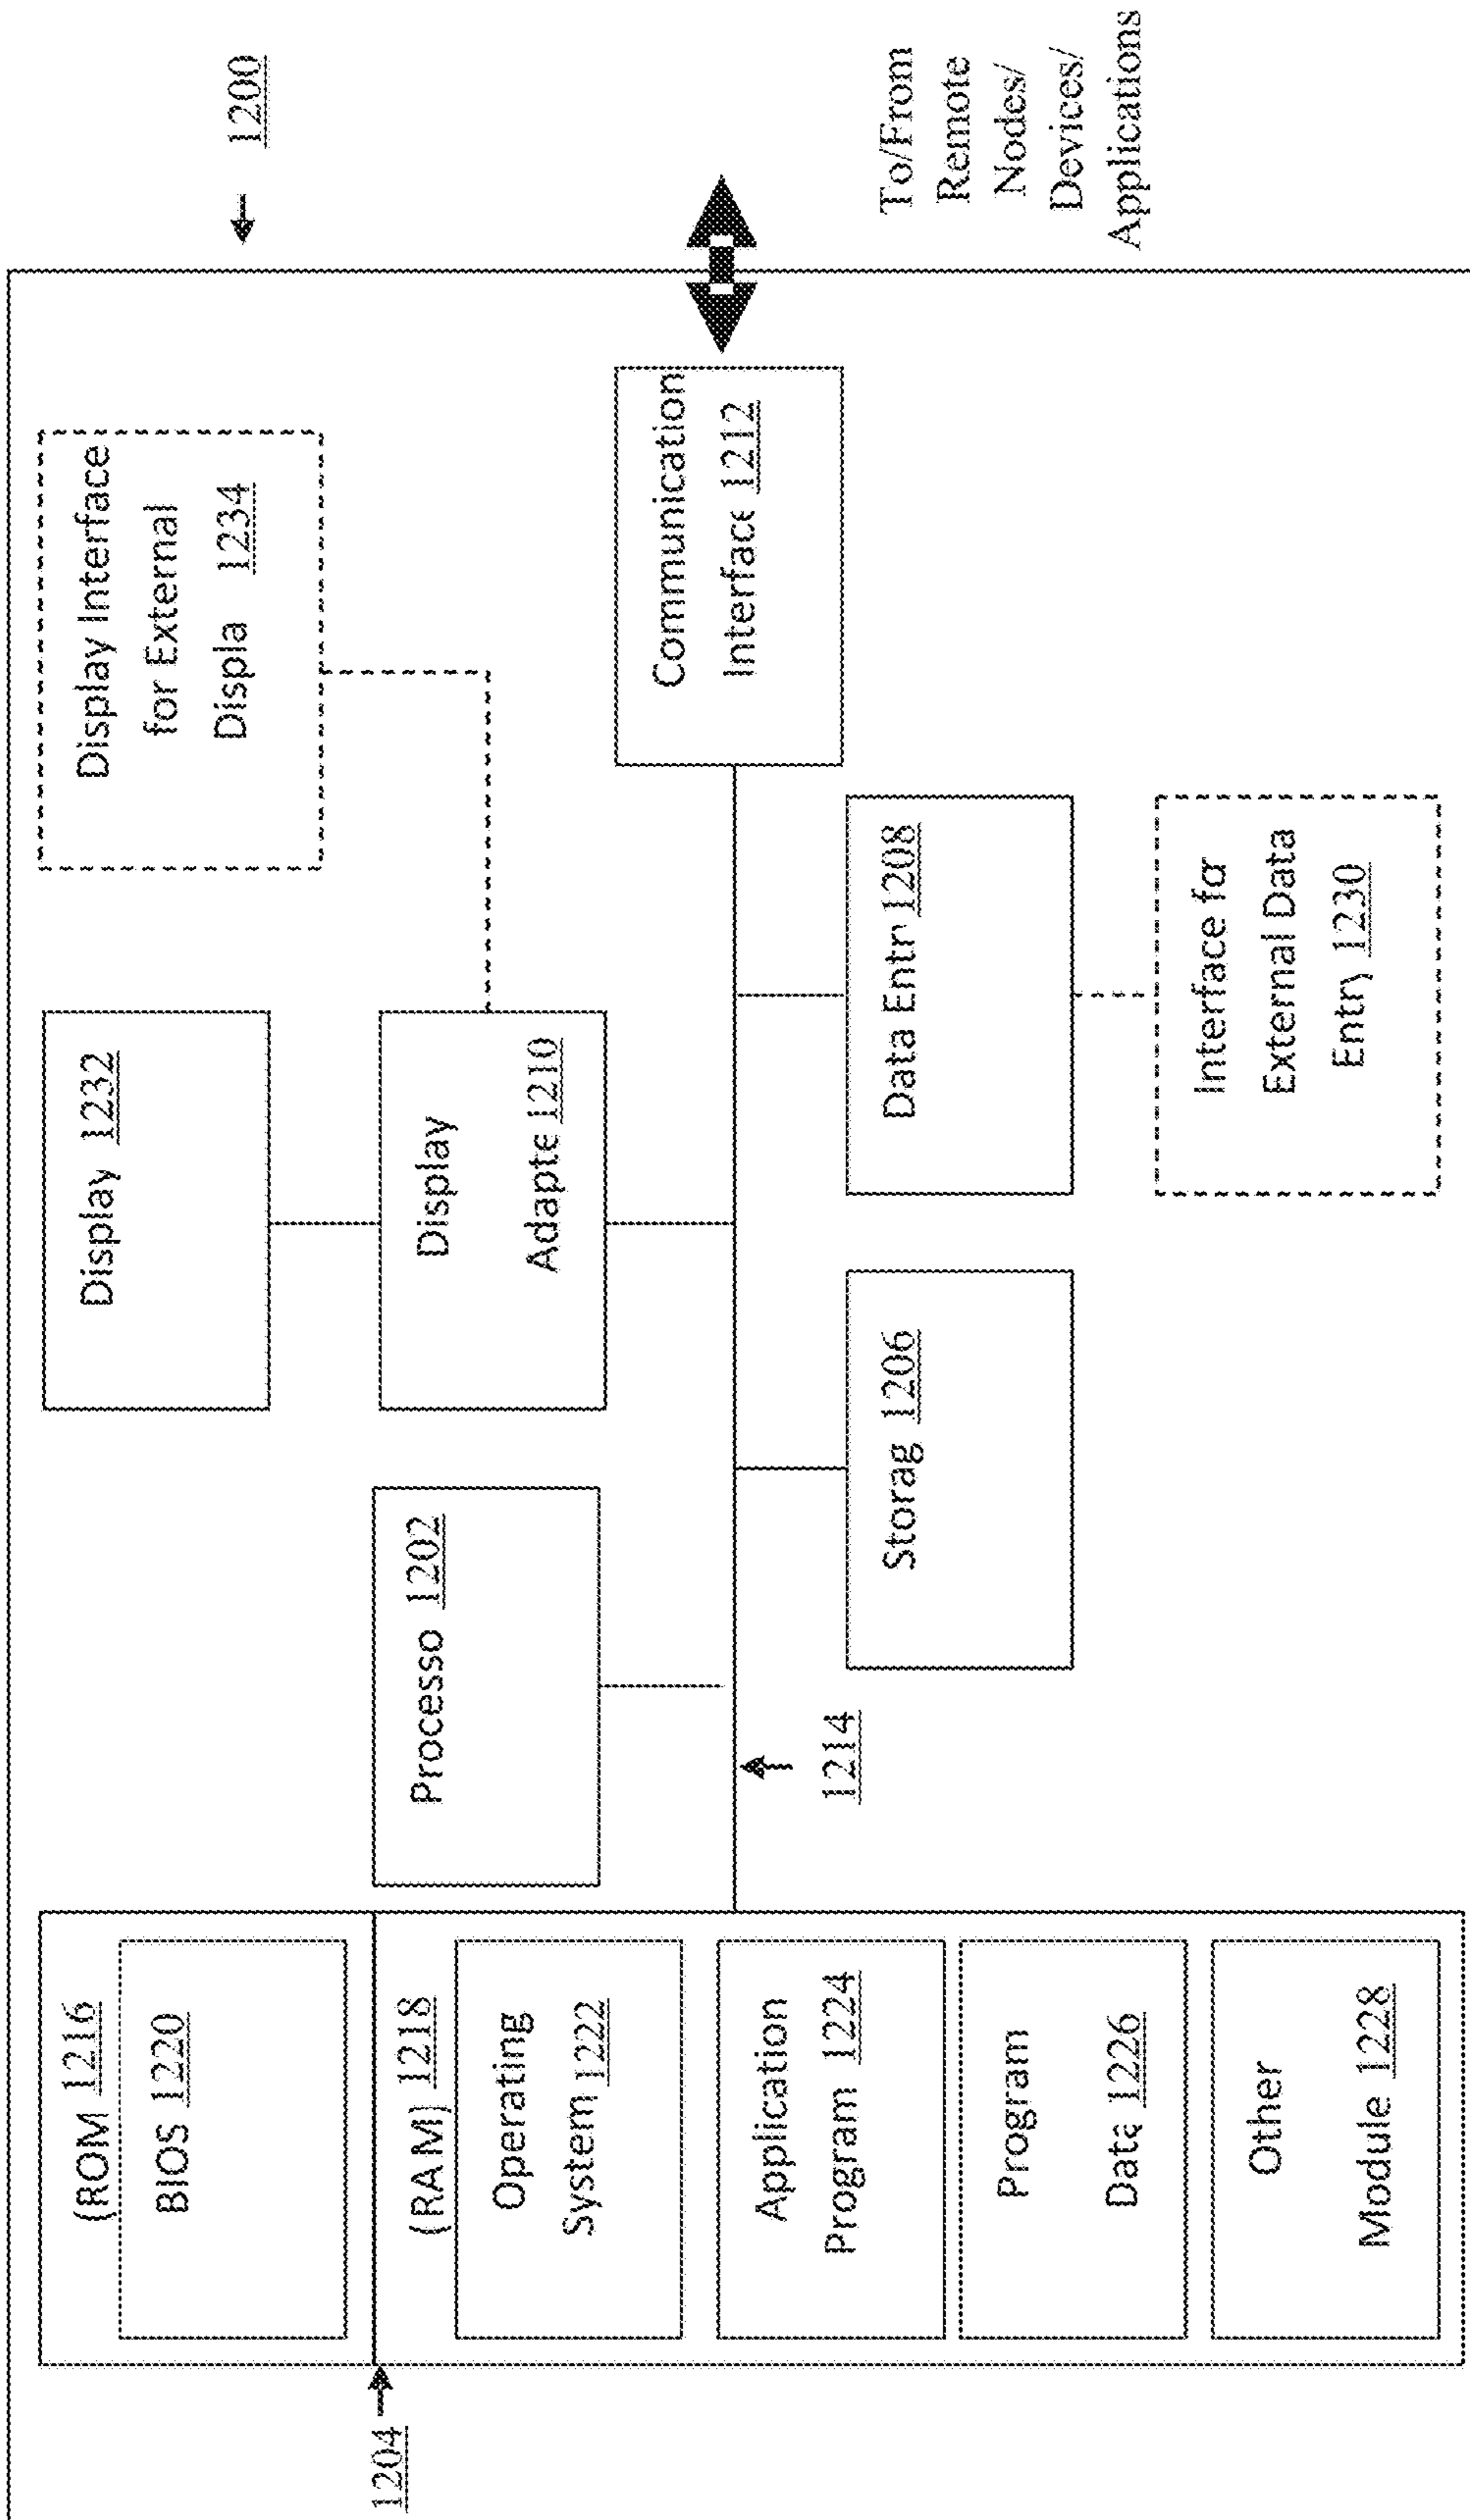 1200
(ROM 1216
BIOS 1220
1204
(RAM) 1218
Operating
System 1222
Application
Program 1224
Program
Data 1226
Other
Module 1228
Processo 1202
1214
Display 1232
Display
Adapte 1210
Storag 1206
Display Interface
for External
Displa 1234
Data Entr 1208
Interface for
External Data
Entry 1230
Communication
Interface 1212
To/From
Remote
Nodes/
Devices/
Applications